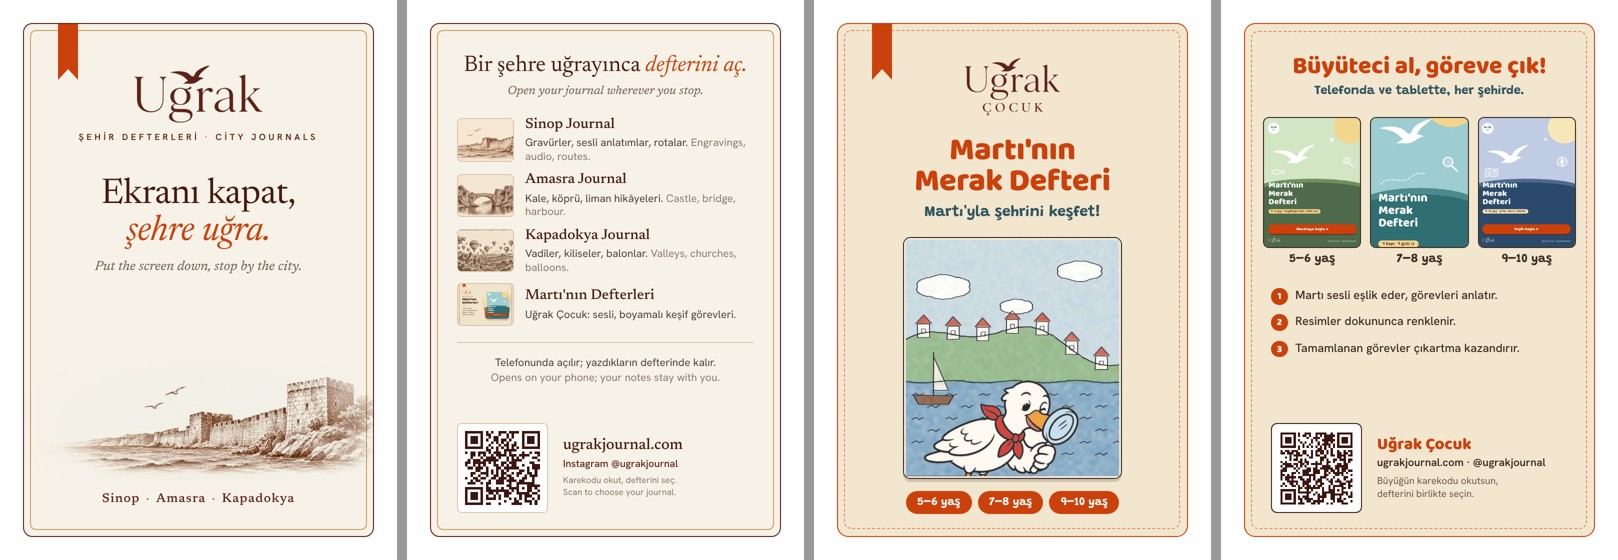 Uğrak
ŞEHİR DEFTERLERİ · CİTY JOURNALS
Ekranı kapat,
şehre uğra.
Put the screen down, stop by the city.
Sinop · Amasra · Kapadokya
Bir şehre uğrayınca defterini aç.
Open your journal wherever you stop.
Sinop Journal
Gravürler, sesli anlatımlar, rotalar. Engravings,
audio, routes.
Amasra Journal
Kale, köprü, liman hikâyeleri. Castle, bridge,
harbour.
Kapadokya Journal
Vadiler, kiliseler, balonlar. Valleys, churches,
balloons.
Martı'nın Defterleri
Uğrak Çocuk: sesli, boyamalı keşif görevleri.
Telefonunda açılır; yazdıkların defterinde kalır.
Opens on your phone; your notes stay with you.
ugrakjournal.com
Instagram @ugrakjournal
Karekodu okut, defterini seç.
Scan to choose your journal.
Uğrak
ÇOCUK
Martı'nın
Merak Defteri
Martı'yla şehrini keşfet!
5–6 yaş
7–8 yaş
9–10 yaş
Büyüteci al, göreve çık!
Telefonda ve tablette, her şehirde.
Martı'nın
Merak
Defteri
Martı'nın
Merak
Defteri
Martı'nın
Merak
Defteri
5–6 yaş
7–8 yaş
9–10 yaş
1 Martı sesli eşlik eder, görevleri anlatır.
2 Resimler dokununca renklenir.
3 Tamamlanan görevler çıkartma kazandırır.
Uğrak Çocuk
ugrakjournal.com · @ugrakjournal
Büyüğün karekodu okutsun,
defterini birlikte seçin.